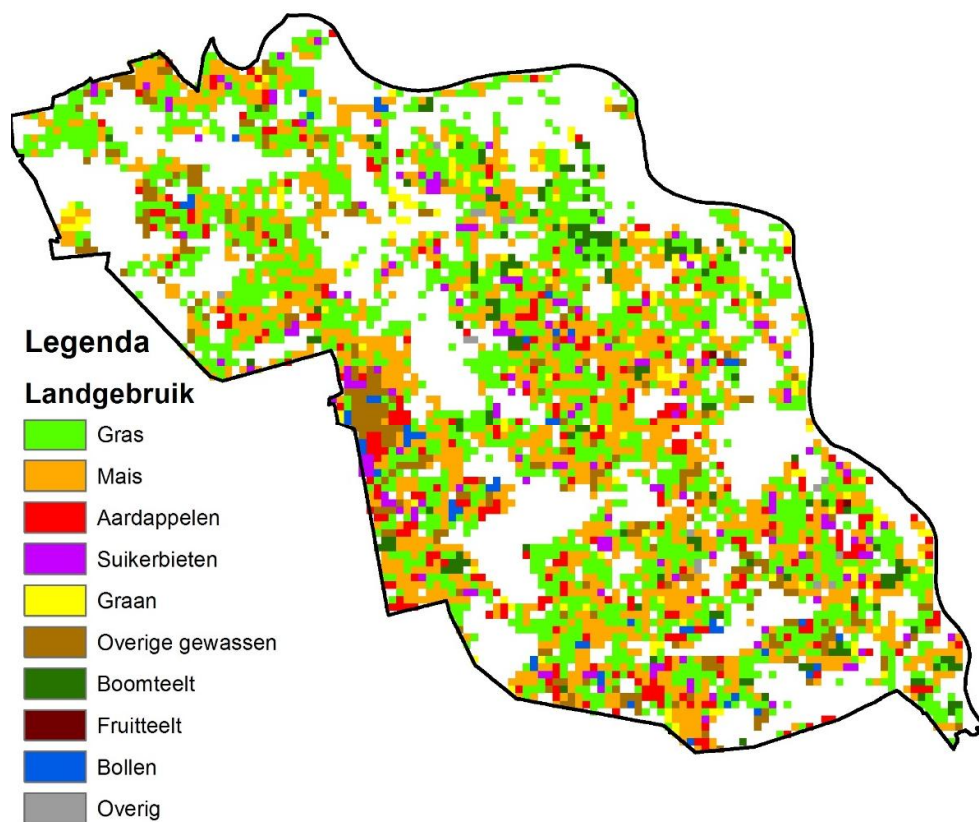 Legenda
Landgebruik
Gras
Mais
Aardappelen
Suikerbieten
Graan
Overige gewassen
Boomteelt
Fruitteelt
Bollen
Overig